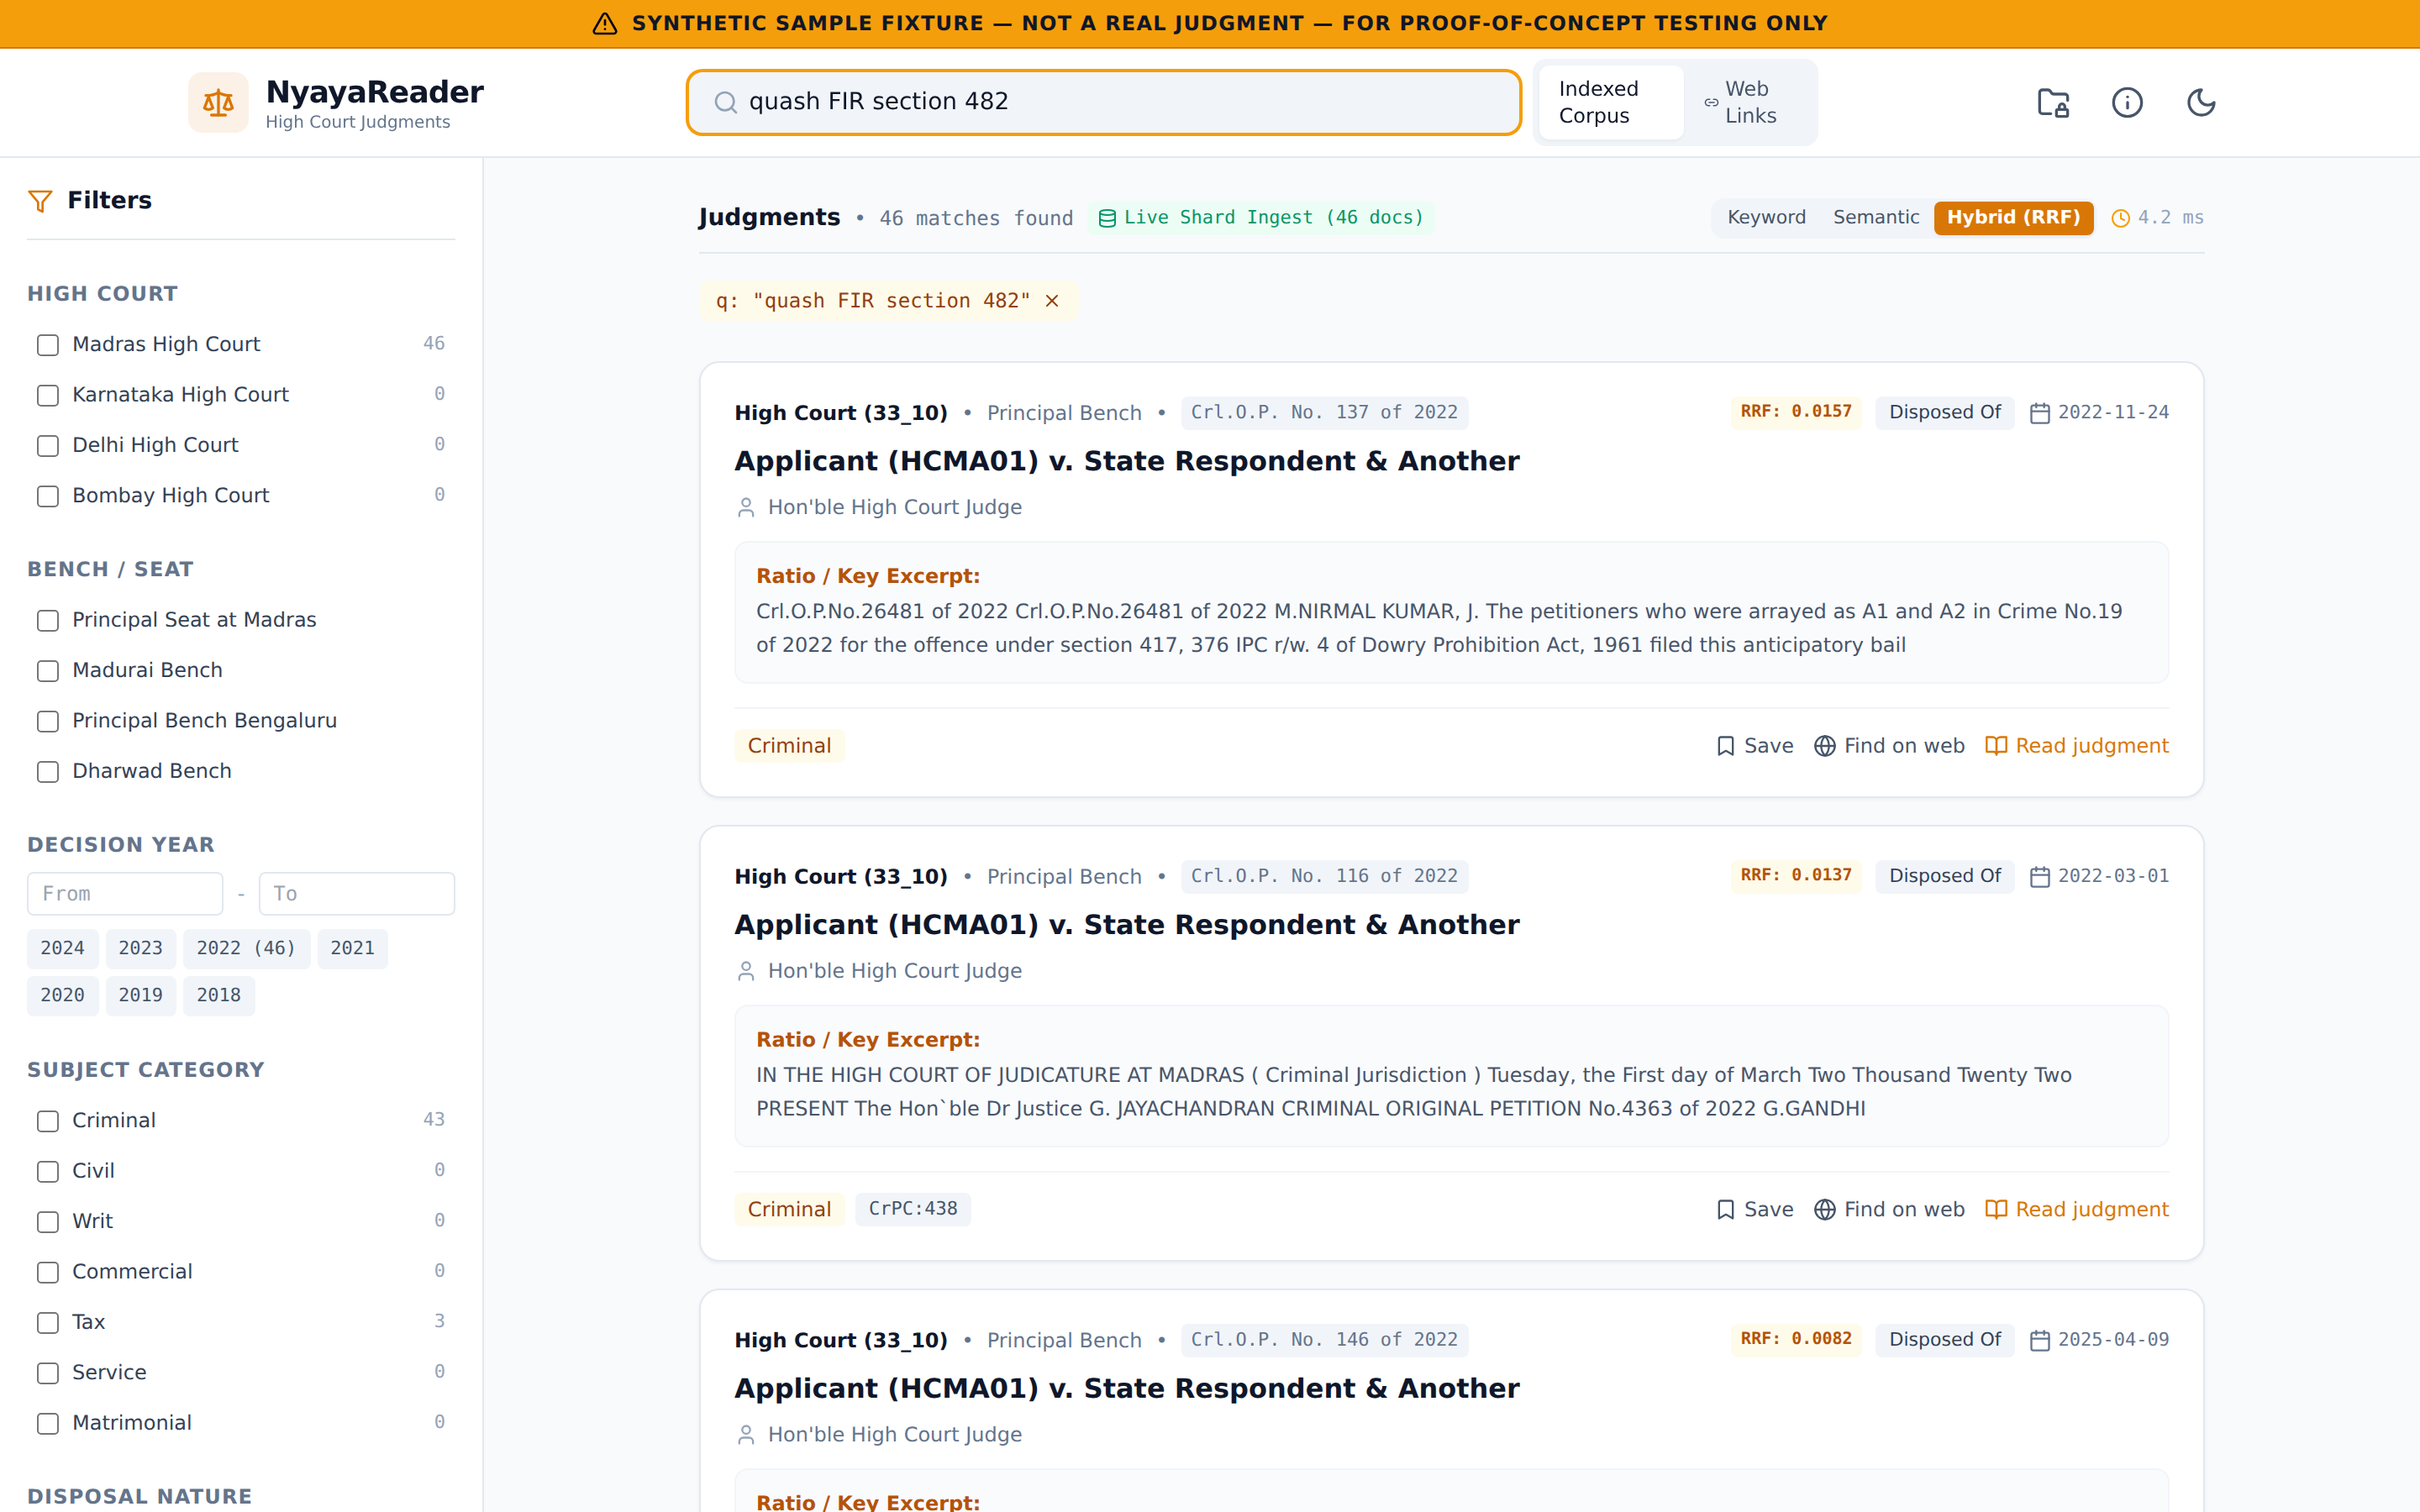 SYNTHETIC SAMPLE FIXTURE — NOT A REAL JUDGMENT — FOR PROOF-OF-CONCEPT TESTING ONLY
NyayaReader
High Court Judgments
quash FIR section 482
Indexed Corpus
Web Links
Filters
HIGH COURT
Madras High Court 46
Karnataka High Court 0
Delhi High Court 0
Bombay High Court 0
BENCH / SEAT
Principal Seat at Madras
Madurai Bench
Principal Bench Bengaluru
Dharwad Bench
DECISION YEAR
From - To
2024 2023 2022 (46) 2021
2020 2019 2018
SUBJECT CATEGORY
Criminal 43
Civil 0
Writ 0
Commercial 0
Tax 3
Service 0
Matrimonial 0
DISPOSAL NATURE
Judgments • 46 matches found Live Shard Ingest (46 docs) Keyword Semantic Hybrid (RRF) 4.2 ms
q: "quash FIR section 482" ×
High Court (33_10) • Principal Bench • Crl.O.P. No. 137 of 2022 RRF: 0.0157 Disposed Of 2022-11-24
Applicant (HCMA01) v. State Respondent & Another
Hon'ble High Court Judge
Ratio / Key Excerpt:
Crl.O.P.No.26481 of 2022 Crl.O.P.No.26481 of 2022 M.NIRMAL KUMAR, J. The petitioners who were arrayed as A1 and A2 in Crime No.19
of 2022 for the offence under section 417, 376 IPC r/w. 4 of Dowry Prohibition Act, 1961 filed this anticipatory bail
Criminal Save Find on web Read judgment
High Court (33_10) • Principal Bench • Crl.O.P. No. 116 of 2022 RRF: 0.0137 Disposed Of 2022-03-01
Applicant (HCMA01) v. State Respondent & Another
Hon'ble High Court Judge
Ratio / Key Excerpt:
IN THE HIGH COURT OF JUDICATURE AT MADRAS ( Criminal Jurisdiction ) Tuesday, the First day of March Two Thousand Twenty Two
PRESENT The Hon`ble Dr Justice G. JAYACHANDRAN CRIMINAL ORIGINAL PETITION No.4363 of 2022 G.GANDHI
Criminal CrPC:438 Save Find on web Read judgment
High Court (33_10) • Principal Bench • Crl.O.P. No. 146 of 2022 RRF: 0.0082 Disposed Of 2025-04-09
Applicant (HCMA01) v. State Respondent & Another
Hon'ble High Court Judge
Ratio / Key Excerpt: